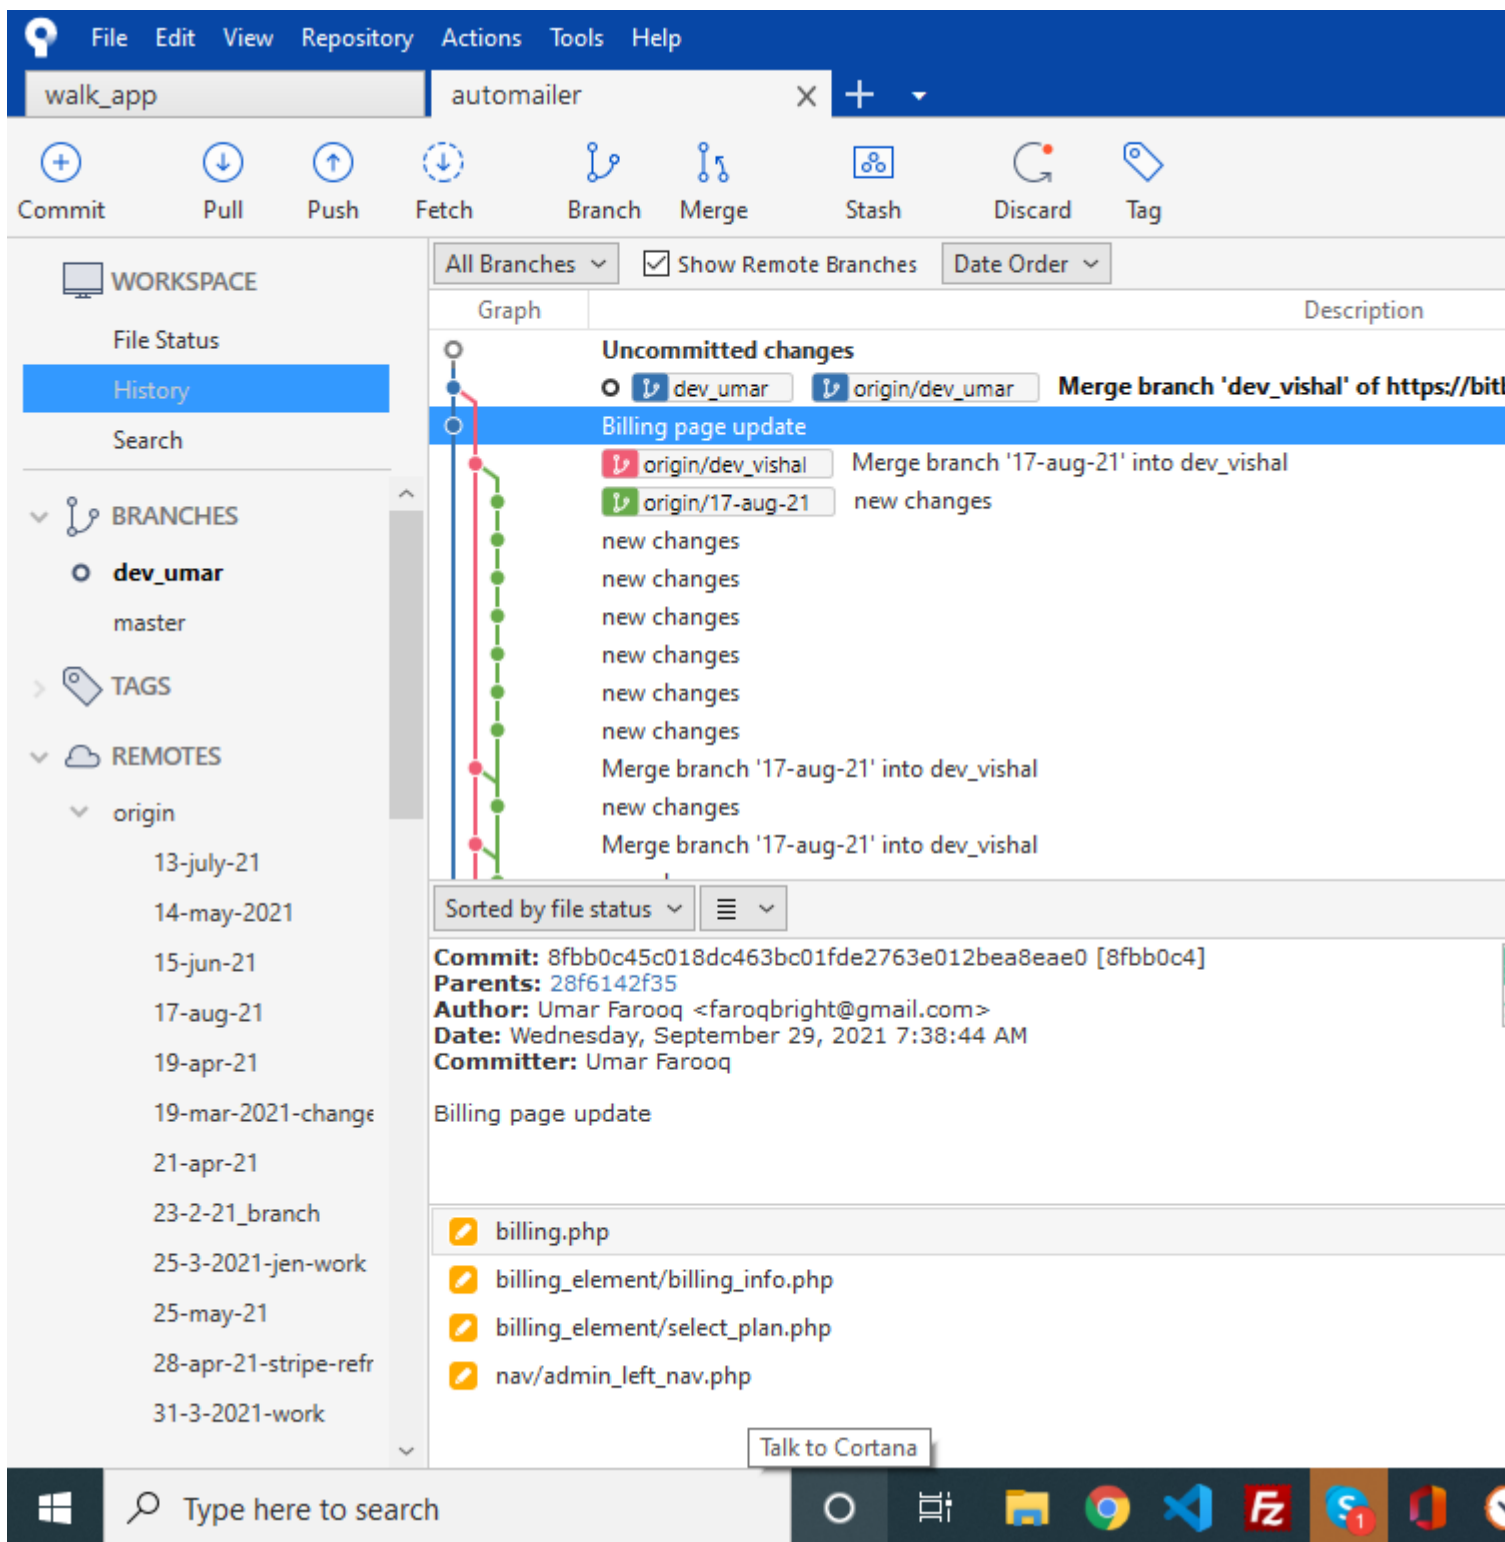 File Edit View Repository Actions Tools Help
walk_app automailer
Commit Pull Push Fetch Branch Merge Stash Discard Tag
WORKSPACE
File Status
History
Search
BRANCHES
dev_umar
master
TAGS
REMOTES
origin
13-july-21
14-may-2021
15-jun-21
17-aug-21
19-apr-21
19-mar-2021-change
21-apr-21
23-2-21_branch
25-3-2021-jen-work
25-may-21
28-apr-21-stripe-refr
31-3-2021-work
All Branches Show Remote Branches Date Order
Graph Description
Uncommitted changes
dev_umar origin/dev_umar Merge branch 'dev_vishal' of https://bitb
Billing page update
origin/dev_vishal Merge branch '17-aug-21' into dev_vishal
origin/17-aug-21 new changes
new changes
new changes
new changes
new changes
new changes
new changes
Merge branch '17-aug-21' into dev_vishal
new changes
Merge branch '17-aug-21' into dev_vishal
Sorted by file status
Commit: 8fbb0c45c018dc463bc01fde2763e012bea8eae0 [8fbb0c4]
Parents: 28f6142f35
Author: Umar Farooq <faroqbright@gmail.com>
Date: Wednesday, September 29, 2021 7:38:44 AM
Committer: Umar Farooq
Billing page update
billing.php
billing_element/billing_info.php
billing_element/select_plan.php
nav/admin_left_nav.php
Talk to Cortana
Type here to search
Fz S 1